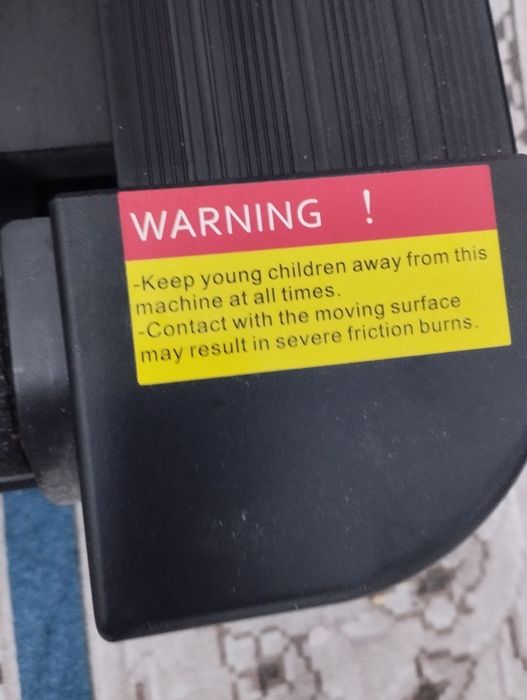 WARNING !
-Keep young children away from this
machine at all times.
-Contact with the moving surface
may result in severe friction burns.